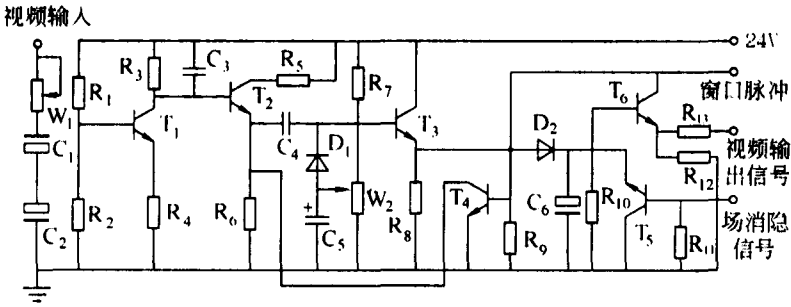 视频输入
24V
窗口脉冲
视频输
出信号
场消隐
信号
W₁
C₁
C₂
R₁
R₂
R₃
C₃
T₁
R₄
T₂
R₅
R₆
C₄
D₁
C₅
R₇
W₂
T₃
R₈
T₄
R₉
D₂
C₆
R₁₀
T₆
T₅
R₁₁
R₁₃
R₁₂